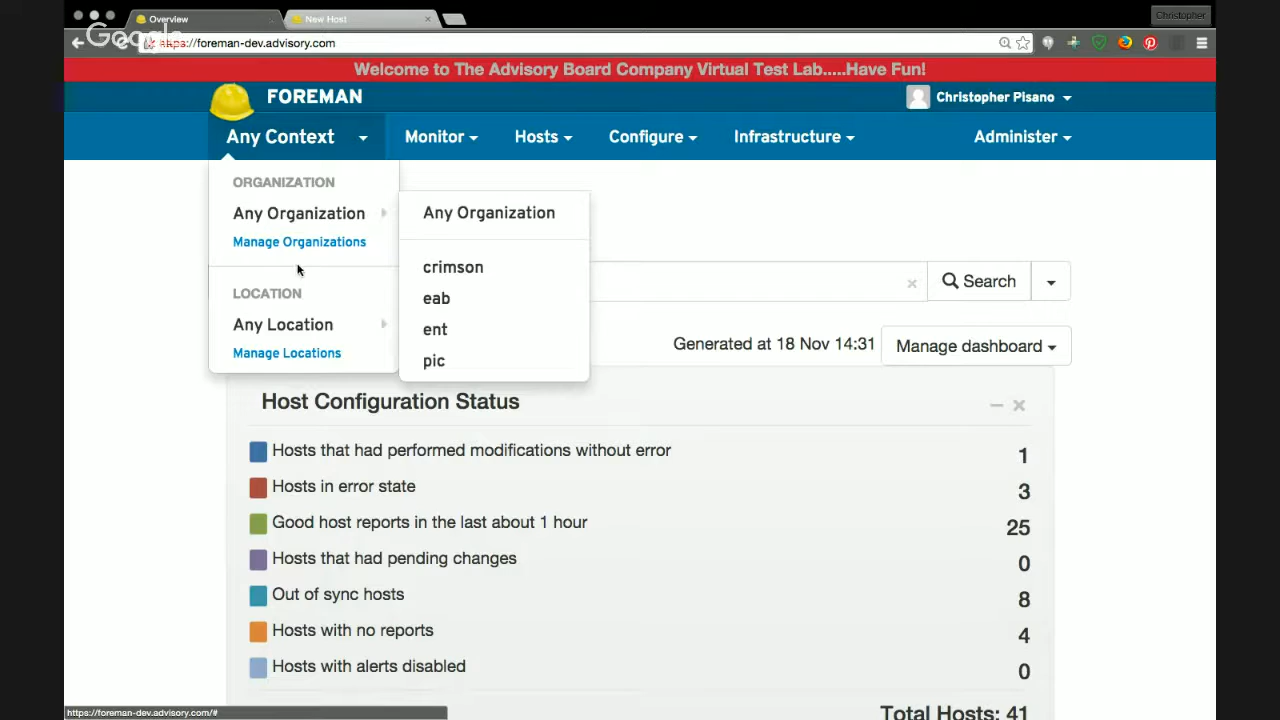 Overview
New Host
Christopher
Google
https://foreman-dev.advisory.com
Welcome to The Advisory Board Company Virtual Test Lab.....Have Fun!
FOREMAN
Christopher Pisano
Any Context
Monitor
Hosts
Configure
Infrastructure
Administer
ORGANIZATION
Any Organization
Manage Organizations
LOCATION
Any Location
Manage Locations
Any Organization
crimson
eab
ent
pic
Search
Generated at 18 Nov 14:31
Manage dashboard
Host Configuration Status
Hosts that had performed modifications without error 1
Hosts in error state 3
Good host reports in the last about 1 hour 25
Hosts that had pending changes 0
Out of sync hosts 8
Hosts with no reports 4
Hosts with alerts disabled 0
Total Hosts: 41
https://foreman-dev.advisory.com/#